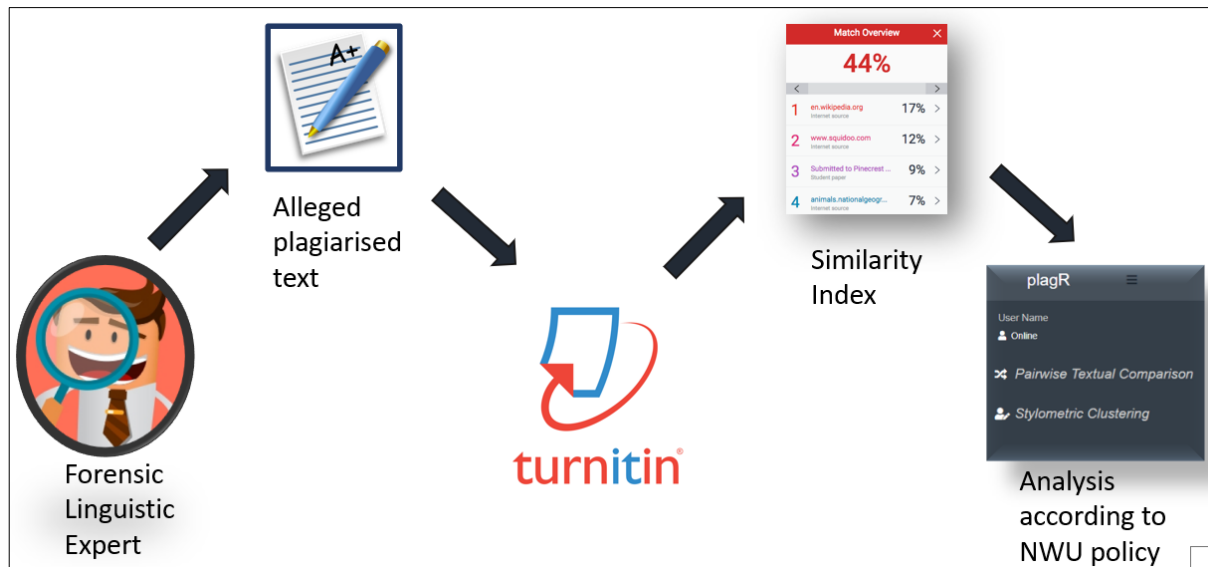 A+
Alleged
plagiarised
text
Forensic
Linguistic
Expert
turnitin®
Match Overview
44%
1 en.wikipedia.org 17%
Internet source
2 www.squidoo.com 12%
Internet source
3 Submitted to Pinecrest ... 9%
Student paper
4 animals.nationalgeogr... 7%
Internet source
Similarity
Index
plagR
User Name
Online
Pairwise Textual Comparison
Stylometric Clustering
Analysis
according to
NWU policy